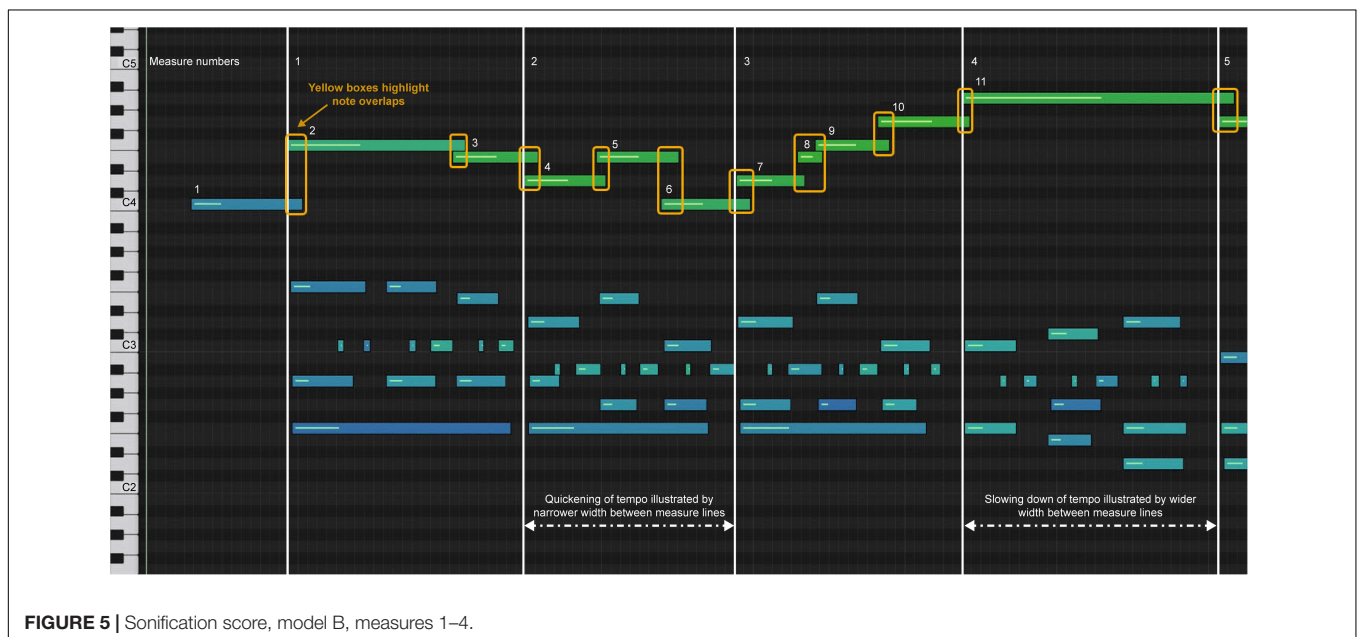 C5
Measure numbers
1
2
3
4
5
Yellow boxes highlight
note overlaps
11
10
2
3
5
8
9
1
4
6
7
C4
C3
C2
Quickening of tempo illustrated by
narrower width between measure lines
Slowing down of tempo illustrated by wider
width between measure lines
FIGURE 5 | Sonification score, model B, measures 1–4.